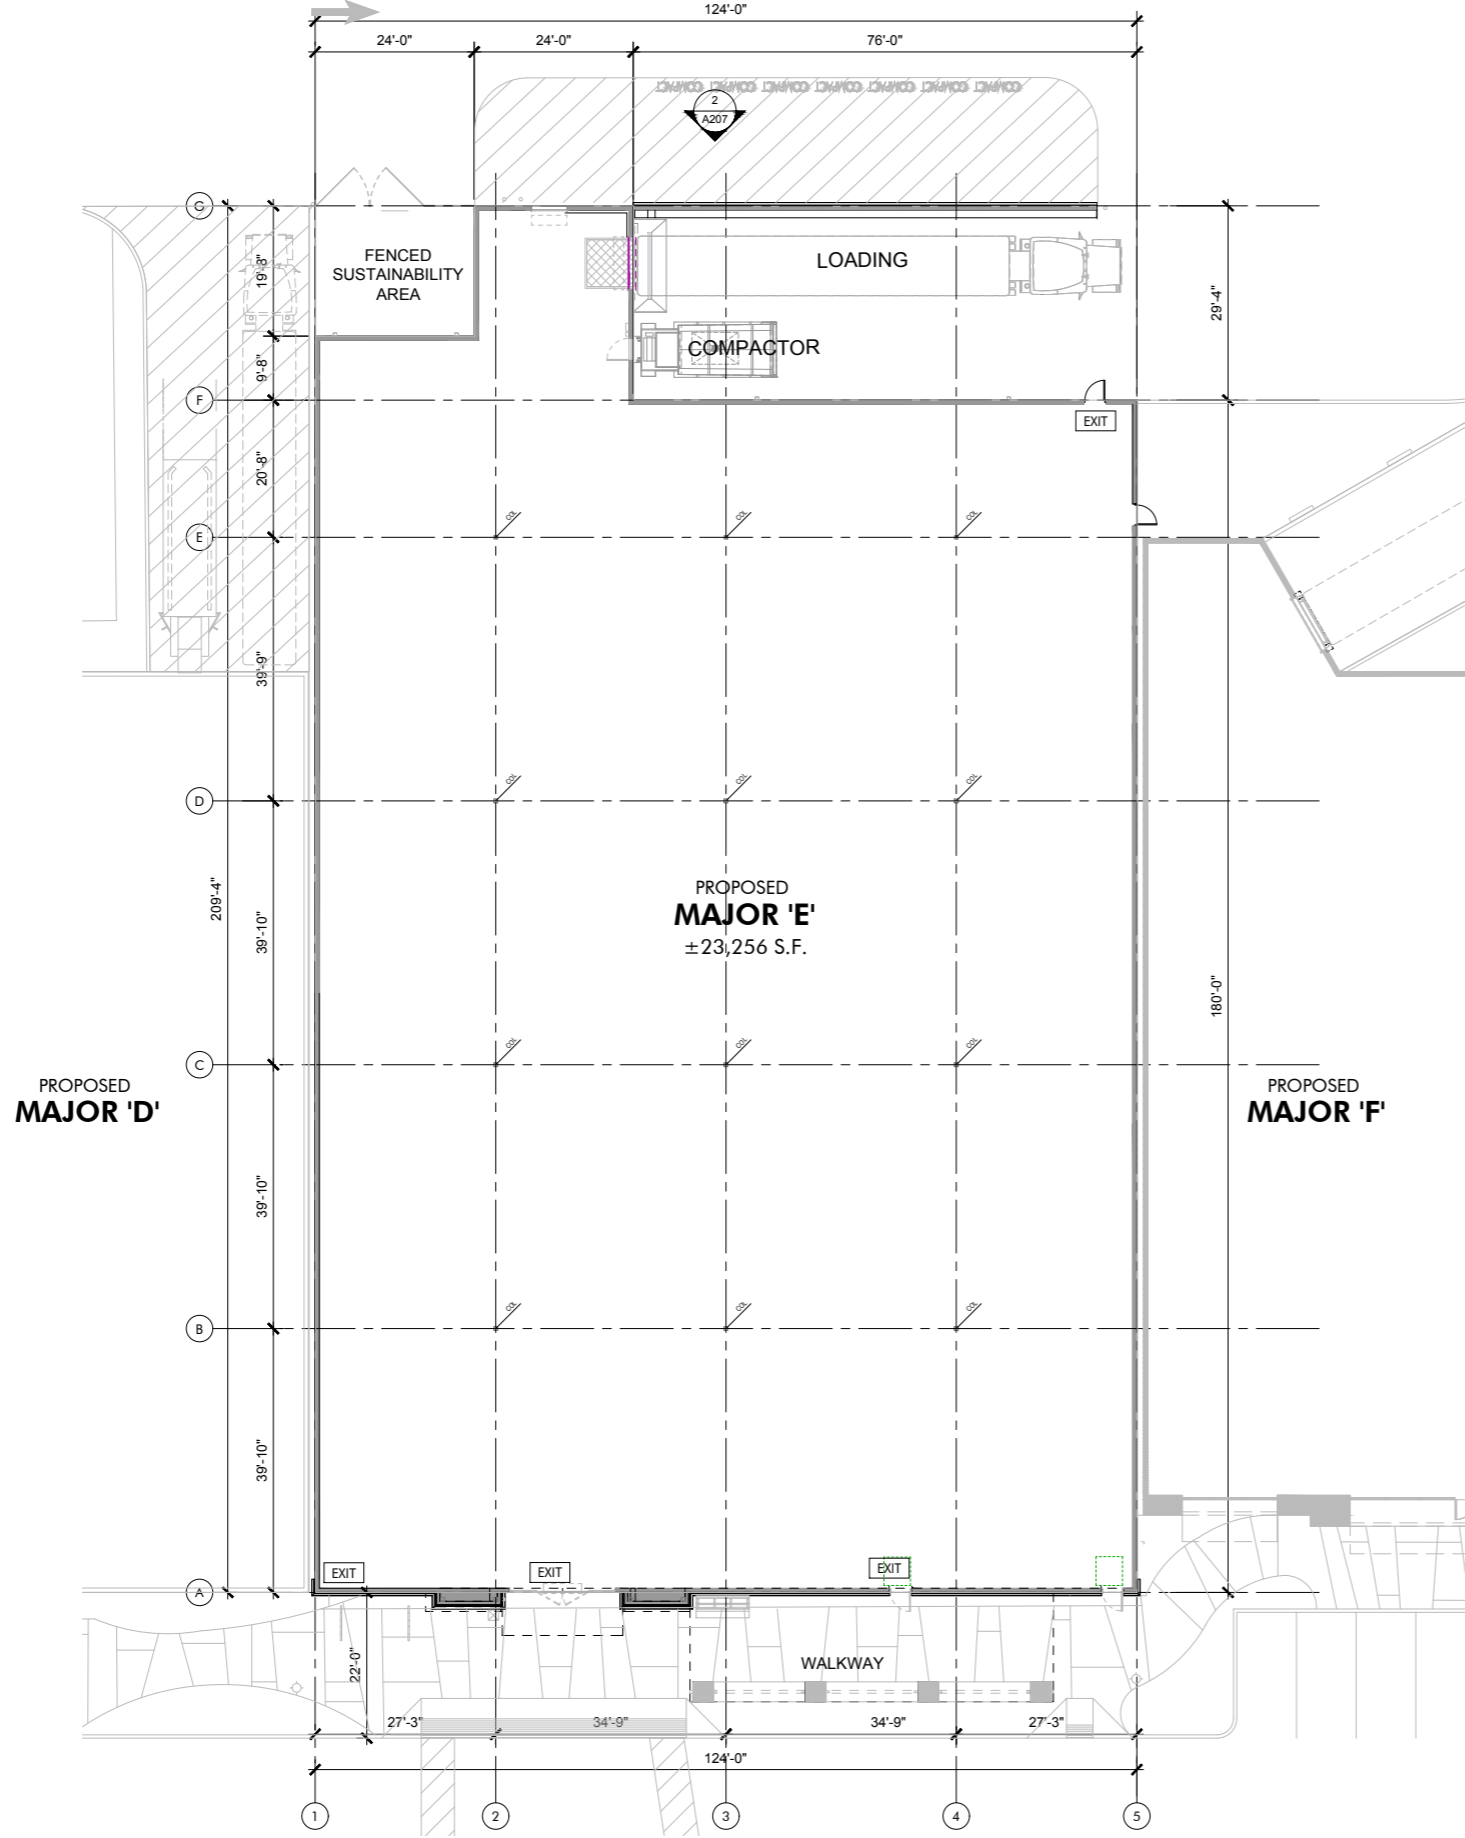 124'-0"
24'-0"
24'-0"
76'-0"
COMPACT COMPACT COMPACT COMPACT COMPACT COMPACT COMPACT
2
A207
G
FENCED
SUSTAINABILITY
AREA
LOADING
19'-8"
29'-4"
COMPACTOR
9'-8"
F
EXIT
20'-8"
COL
COL
COL
E
39'-9"
COL
COL
COL
D
PROPOSED
MAJOR 'E'
±23,256 S.F.
209'-4"
39'-10"
180'-0"
COL
COL
COL
C
PROPOSED
MAJOR 'D'
PROPOSED
MAJOR 'F'
39'-10"
COL
COL
COL
B
39'-10"
EXIT
EXIT
EXIT
A
22'-0"
WALKWAY
27'-3"
34'-9"
34'-9"
27'-3"
124'-0"
1
2
3
4
5